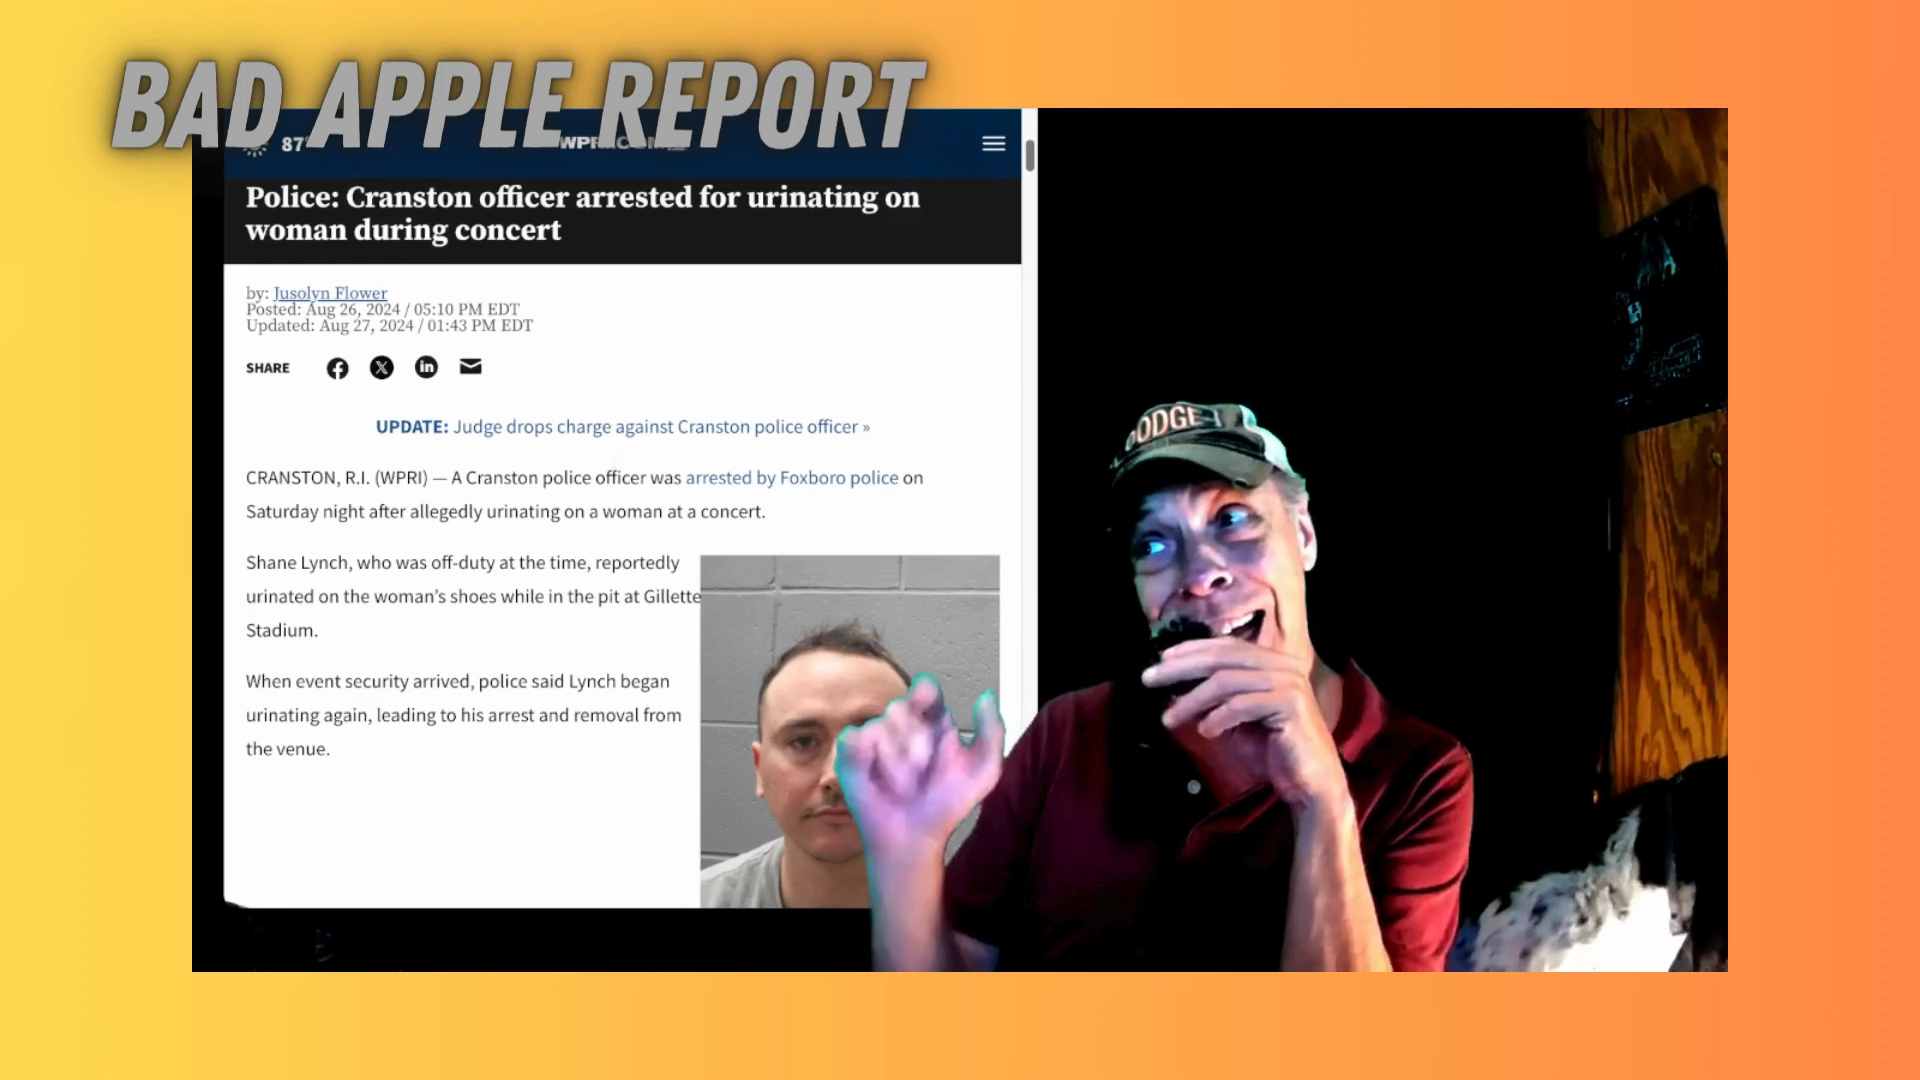 BAD APPLE REPORT
87°
Police: Cranston officer arrested for urinating on
woman during concert
by: Jusolyn Flower
Posted: Aug 26, 2024 / 05:10 PM EDT
Updated: Aug 27, 2024 / 01:43 PM EDT
SHARE
UPDATE: Judge drops charge against Cranston police officer »
CRANSTON, R.I. (WPRI) — A Cranston police officer was arrested by Foxboro police on
Saturday night after allegedly urinating on a woman at a concert.
Shane Lynch, who was off-duty at the time, reportedly
urinated on the woman’s shoes while in the pit at Gillette
Stadium.
When event security arrived, police said Lynch began
urinating again, leading to his arrest and removal from
the venue.
DODGE